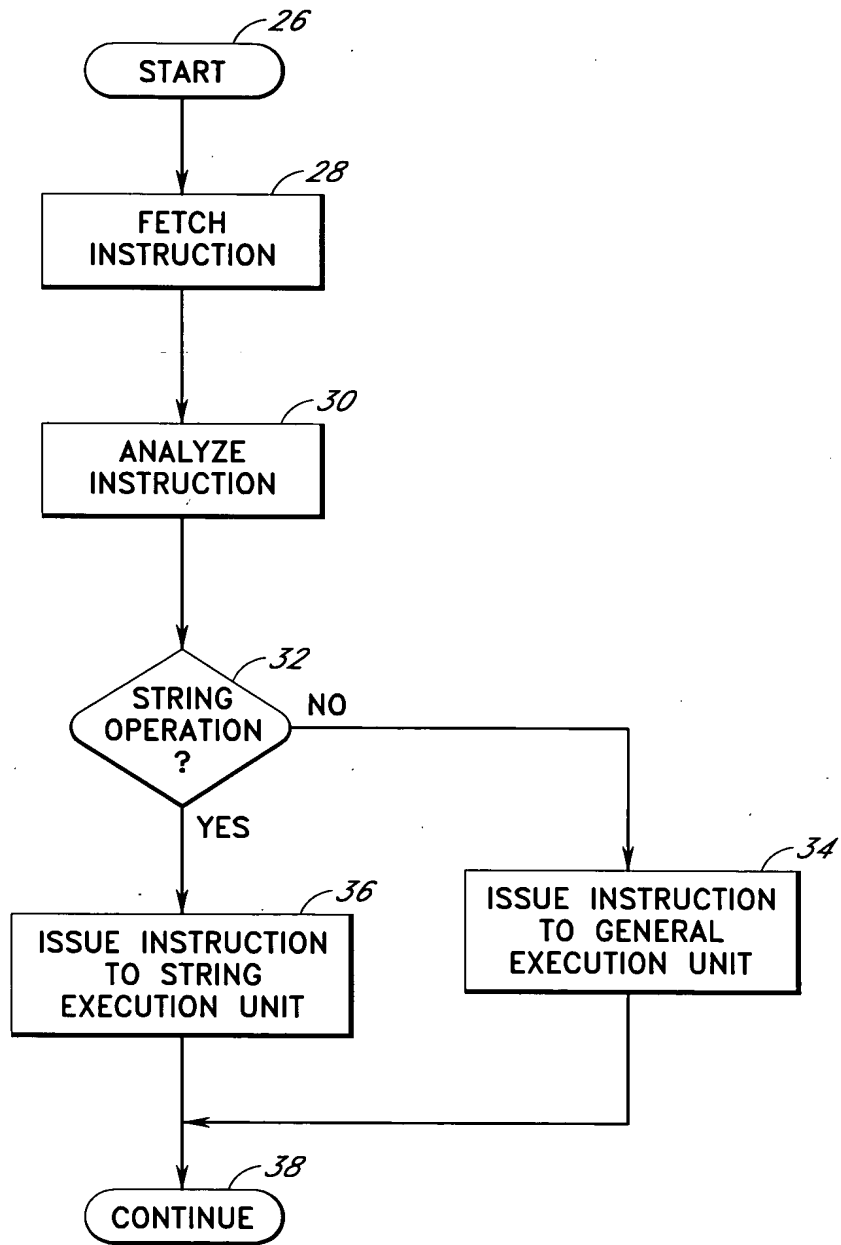 26
START
28
FETCH
INSTRUCTION
30
ANALYZE
INSTRUCTION
32
STRING
OPERATION
?
NO
YES
34
ISSUE INSTRUCTION
TO GENERAL
EXECUTION UNIT
36
ISSUE INSTRUCTION
TO STRING
EXECUTION UNIT
38
CONTINUE